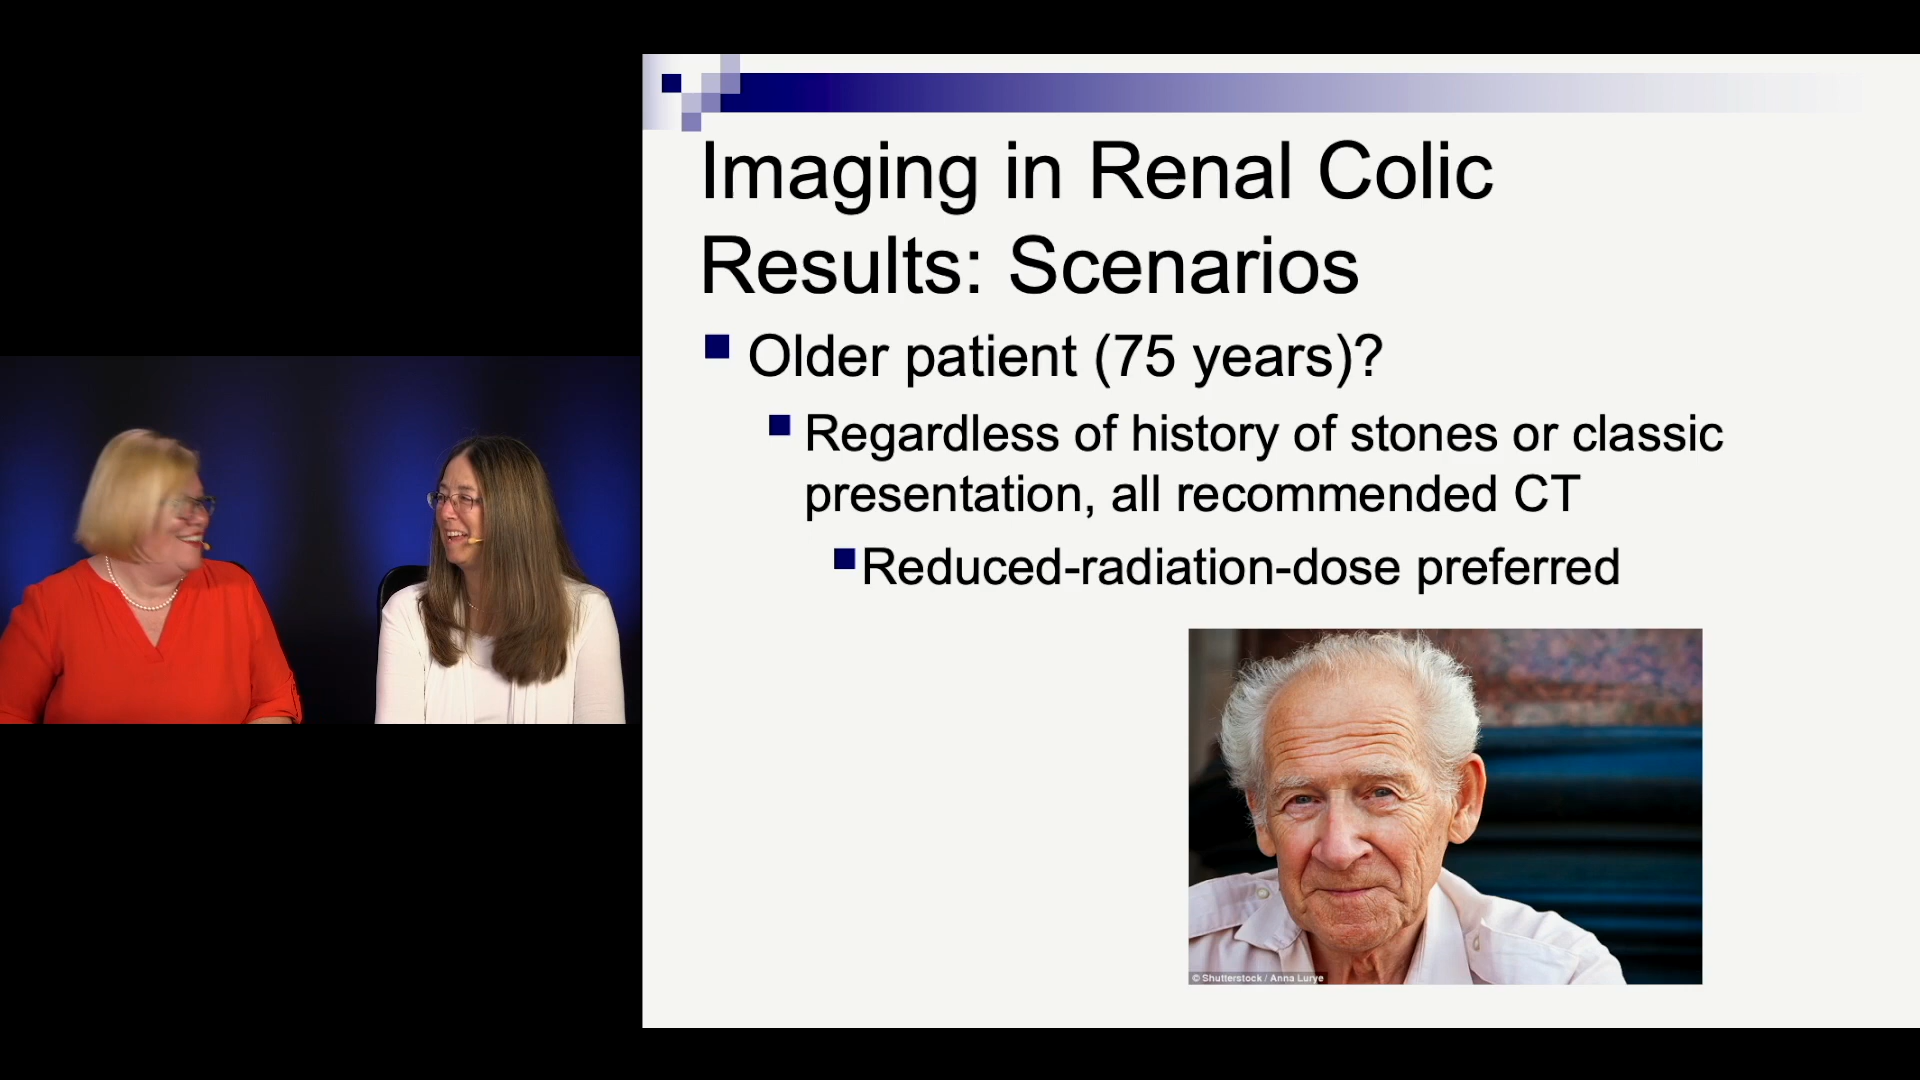 Imaging in Renal Colic
Results: Scenarios
Older patient (75 years)?
Regardless of history of stones or classic
presentation, all recommended CT
Reduced-radiation-dose preferred
© Shutterstock / Anna Lurye